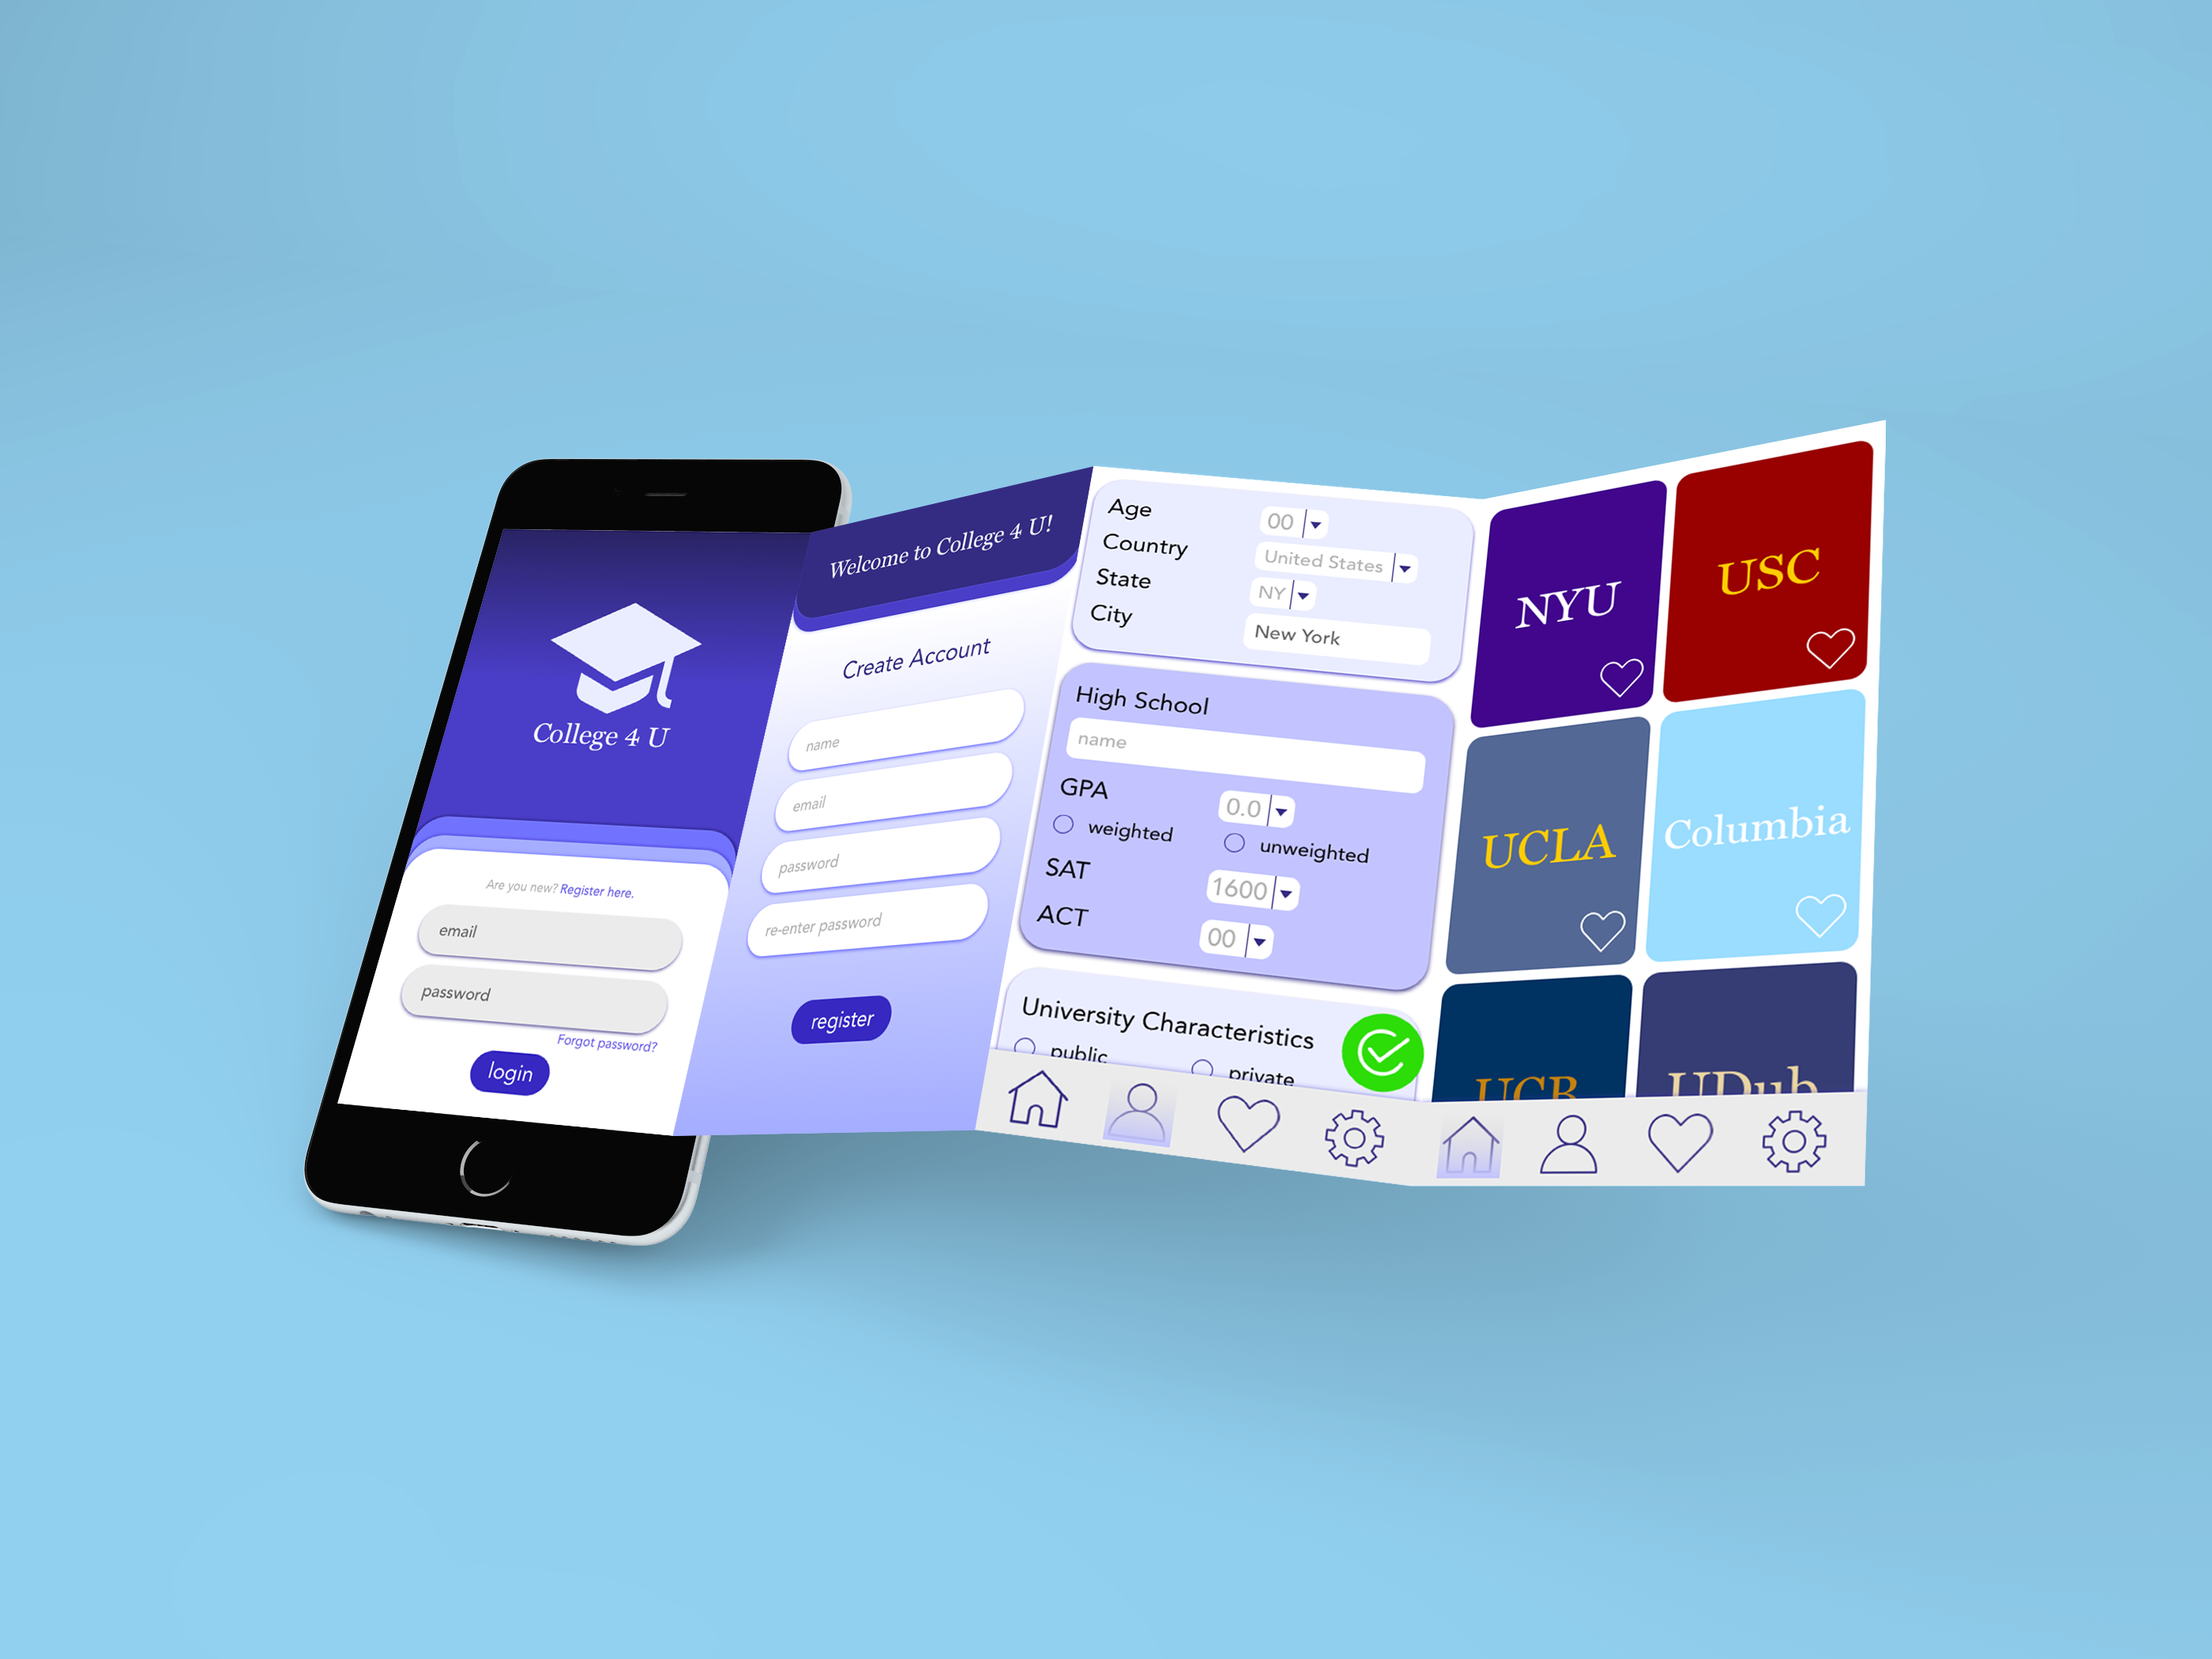 College 4 U
Are you new? Register here.
email
password
Forgot password?
login
Welcome to College 4 U!
Create Account
name
email
password
re-enter password
register
Age 00
Country United States
State NY
City New York
High School
name
GPA 0.0
weighted unweighted
SAT 1600
ACT 00
University Characteristics
public private
NYU USC
UCLA Columbia
UCB UDub